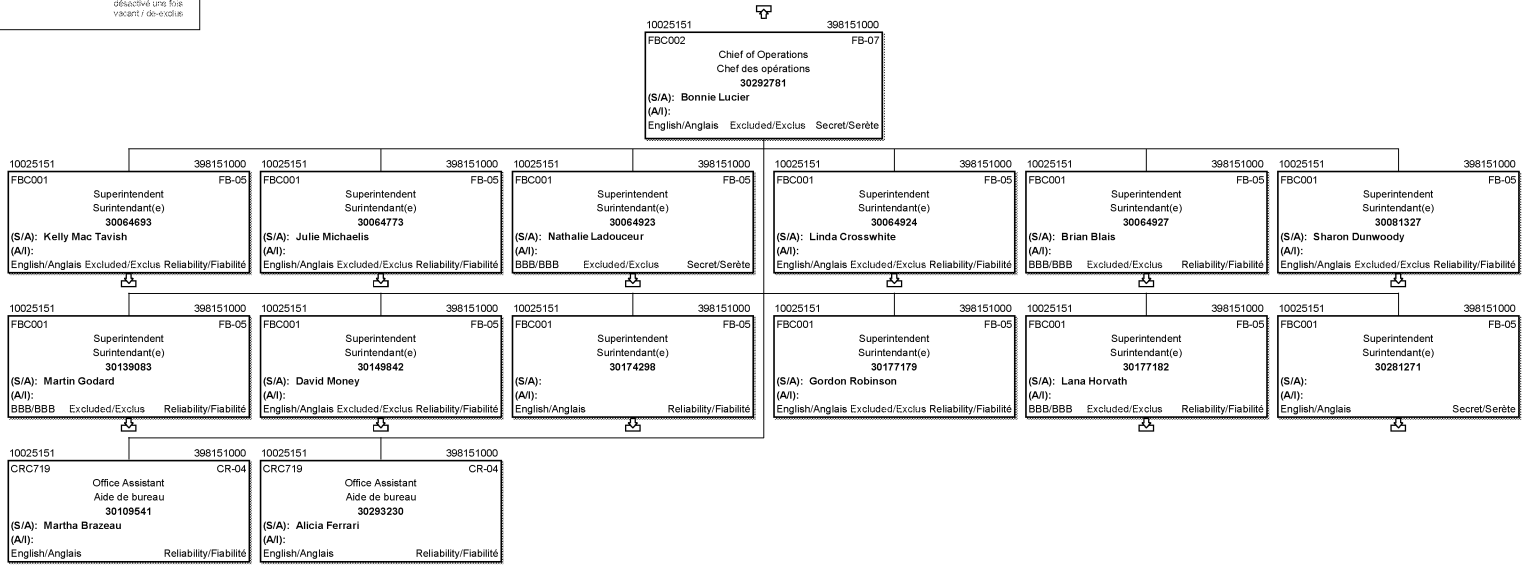 désactivé une fois
vacant / de-exclus
10025151 398151000
FBC002 FB-07
Chief of Operations
Chef des opérations
30292781
(S/A): Bonnie Lucier
(A/I):
English/Anglais Excluded/Exclus Secret/Serète
10025151 398151000
FBC001 FB-05
Superintendent
Surintendant(e)
30064693
(S/A): Kelly Mac Tavish
(A/I):
English/Anglais Excluded/Exclus Reliability/Fiabilité
10025151 398151000
FBC001 FB-05
Superintendent
Surintendant(e)
30064773
(S/A): Julie Michaelis
(A/I):
English/Anglais Excluded/Exclus Reliability/Fiabilité
10025151 398151000
FBC001 FB-05
Superintendent
Surintendant(e)
30064923
(S/A): Nathalie Ladouceur
(A/I):
BBB/BBB Excluded/Exclus Secret/Serète
10025151 398151000
FBC001 FB-05
Superintendent
Surintendant(e)
30064924
(S/A): Linda Crosswhite
(A/I):
English/Anglais Excluded/Exclus Reliability/Fiabilité
10025151 398151000
FBC001 FB-05
Superintendent
Surintendant(e)
30064927
(S/A): Brian Blais
(A/I):
BBB/BBB Excluded/Exclus Reliability/Fiabilité
10025151 398151000
FBC001 FB-05
Superintendent
Surintendant(e)
30081327
(S/A): Sharon Dunwoody
(A/I):
English/Anglais Excluded/Exclus Reliability/Fiabilité
10025151 398151000
FBC001 FB-05
Superintendent
Surintendant(e)
30139083
(S/A): Martin Godard
(A/I):
BBB/BBB Excluded/Exclus Reliability/Fiabilité
10025151 398151000
FBC001 FB-05
Superintendent
Surintendant(e)
30149842
(S/A): David Money
(A/I):
English/Anglais Excluded/Exclus Reliability/Fiabilité
10025151 398151000
FBC001 FB-05
Superintendent
Surintendant(e)
30174298
(S/A):
(A/I):
English/Anglais Reliability/Fiabilité
10025151 398151000
FBC001 FB-05
Superintendent
Surintendant(e)
30177179
(S/A): Gordon Robinson
(A/I):
English/Anglais Excluded/Exclus Reliability/Fiabilité
10025151 398151000
FBC001 FB-05
Superintendent
Surintendant(e)
30177182
(S/A): Lana Horvath
(A/I):
BBB/BBB Excluded/Exclus Reliability/Fiabilité
10025151 398151000
FBC001 FB-05
Superintendent
Surintendant(e)
30281271
(S/A):
(A/I):
English/Anglais Secret/Serète
10025151 398151000
CRC719 CR-04
Office Assistant
Aide de bureau
30109541
(S/A): Martha Brazeau
(A/I):
English/Anglais Reliability/Fiabilité
10025151 398151000
CRC719 CR-04
Office Assistant
Aide de bureau
30293230
(S/A): Alicia Ferrari
(A/I):
English/Anglais Reliability/Fiabilité